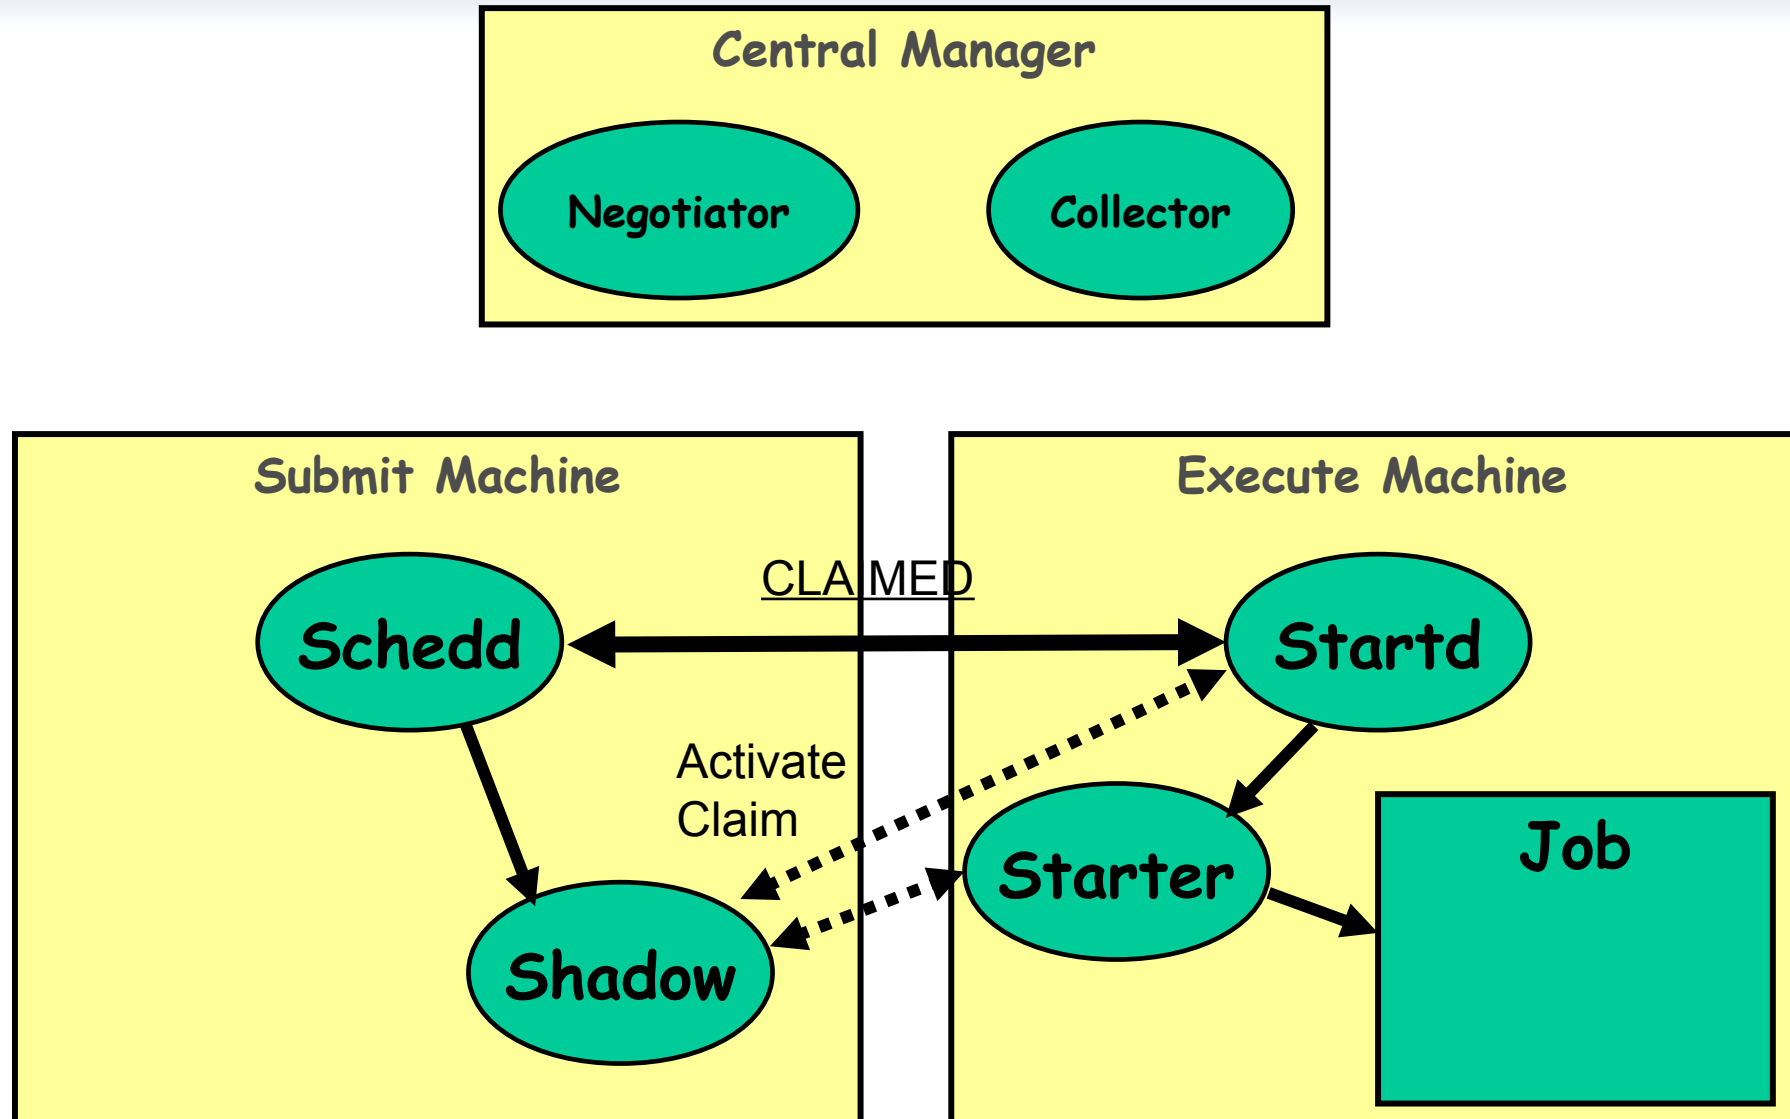 Central Manager
Negotiator
Collector
Submit Machine
Execute Machine
CLAIMED
Schedd
Startd
Activate
Claim
Starter
Job
Shadow